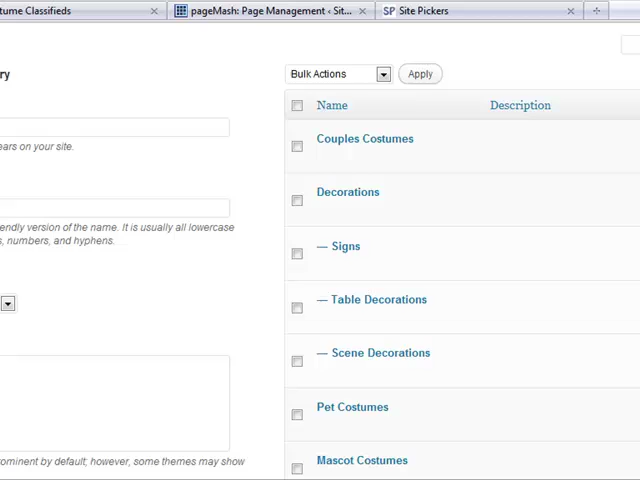 tume Classifieds
pageMash: Page Management ‹ Sit...
SP Site Pickers
ry
Bulk Actions
Apply
Name
Description
ears on your site.
endly version of the name. It is usually all lowercase
s, numbers, and hyphens.
rominent by default; however, some themes may show
Couples Costumes
Decorations
— Signs
— Table Decorations
— Scene Decorations
Pet Costumes
Mascot Costumes